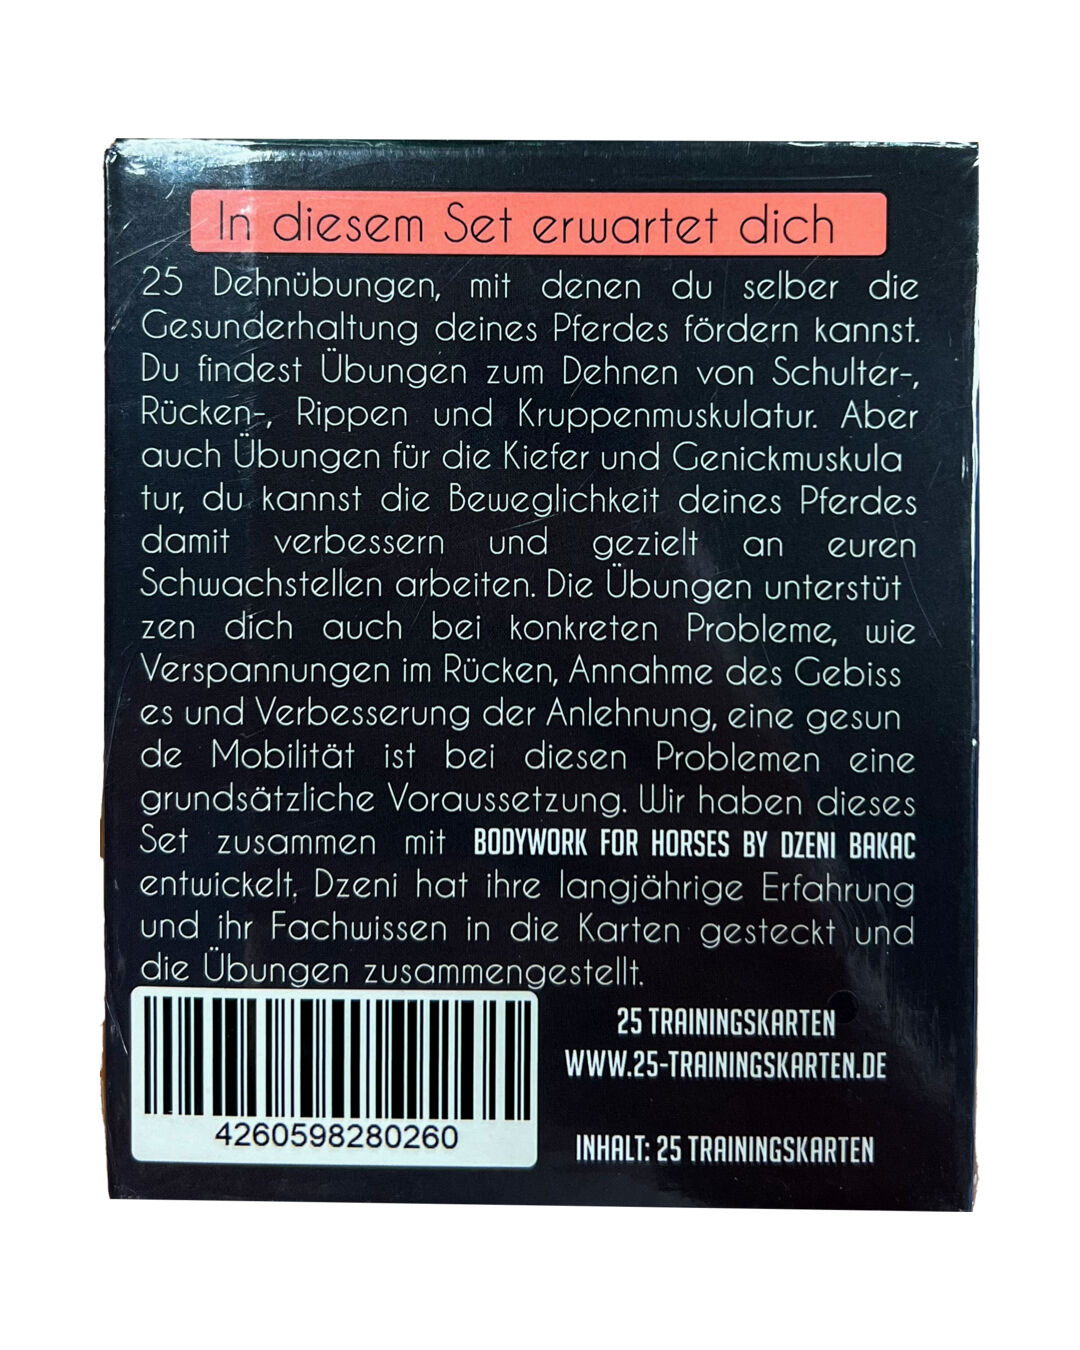 In diesem Set erwartet dich
25 Dehnübungen, mit denen du selber die
Gesunderhaltung deines Pferdes fördern kannst.
Du findest Übungen zum Dehnen von Schulter-,
Rücken-, Rippen und Kruppenmuskulatur. Aber
auch Übungen für die Kiefer und Genickmuskula
tur, du kannst die Beweglichkeit deines Pferdes
damit verbessern und gezielt an euren
Schwachstellen arbeiten. Die Übungen unterstüt
zen dich auch bei konkreten Probleme, wie
Verspannungen im Rücken, Annahme des Gebiss
es und Verbesserung der Anlehnung, eine gesun
de Mobilität ist bei diesen Problemen eine
grundsätzliche Voraussetzung. Wir haben dieses
Set zusammen mit BODYWORK FOR HORSES BY DZENI BAKAC
entwickelt. Dzeni hat ihre langjährige Erfahrung
und ihr Fachwissen in die Karten gesteckt und
die Übungen zusammengestellt.
25 TRAININGSKARTEN
WWW.25-TRAININGSKARTEN.DE
4260598280260
INHALT: 25 TRAININGSKARTEN